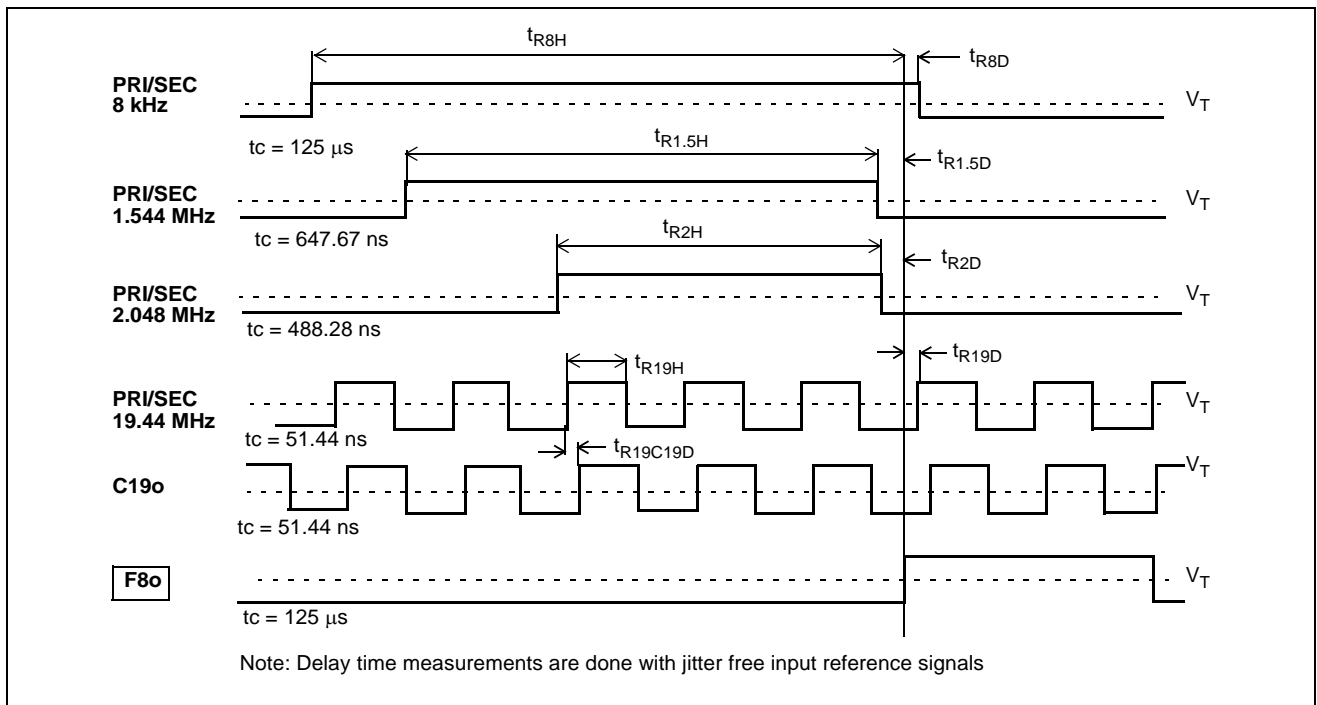 tR8H
tR8D
PRI/SEC
8 kHz
VT
tc = 125 μs
tR1.5H
tR1.5D
PRI/SEC
1.544 MHz
VT
tc = 647.67 ns
tR2H
tR2D
PRI/SEC
2.048 MHz
VT
tc = 488.28 ns
tR19H
tR19D
PRI/SEC
19.44 MHz
VT
tc = 51.44 ns
tR19C19D
C19o
VT
tc = 51.44 ns
F8o
VT
tc = 125 μs
Note: Delay time measurements are done with jitter free input reference signals